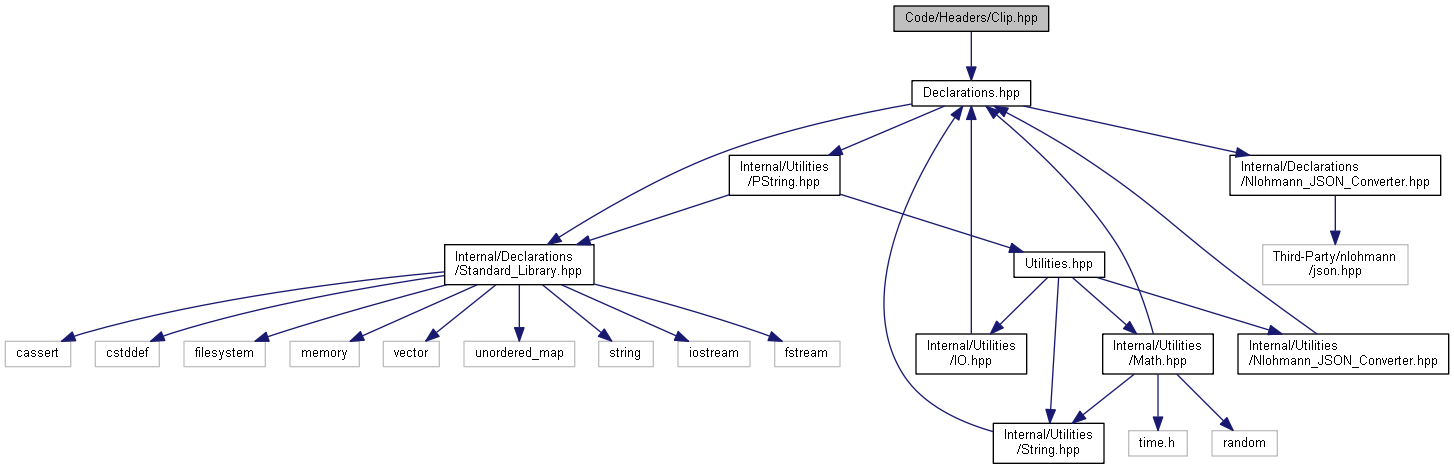 Code/Headers/Clip.hpp
Declarations.hpp
Internal/Utilities
/PString.hpp
Internal/Declarations
/Nlohmann_JSON_Converter.hpp
Internal/Declarations
/Standard_Library.hpp
Utilities.hpp
Third-Party/nlohmann
/json.hpp
cassert
cstddef
filesystem
memory
vector
unordered_map
string
iostream
fstream
Internal/Utilities
/IO.hpp
Internal/Utilities
/Math.hpp
Internal/Utilities
/Nlohmann_JSON_Converter.hpp
Internal/Utilities
/String.hpp
time.h
random